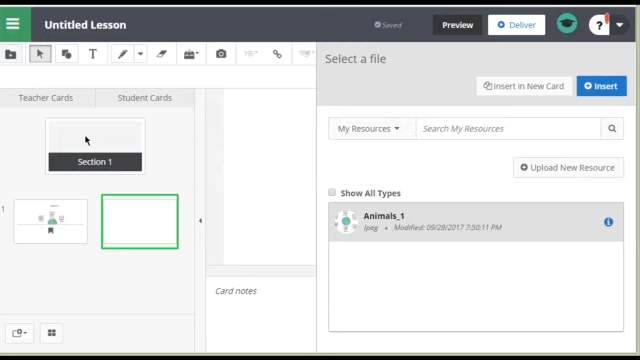 Untitled Lesson
Saved
Preview
Deliver
?
T
Select a file
Insert in New Card
Insert
Teacher Cards
Student Cards
My Resources
Search My Resources
Section 1
Upload New Resource
Show All Types
1
Animals_1
Jpeg • Modified: 09/28/2017 7:50:11 PM
Card notes